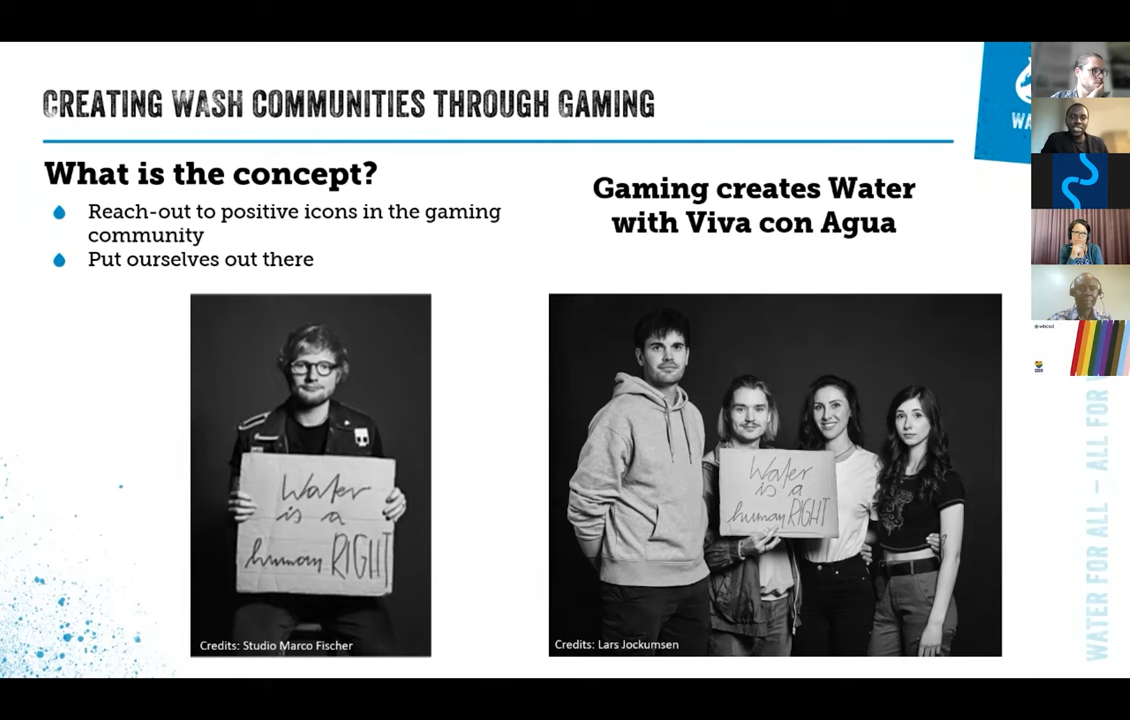 CREATING WASH COMMUNITIES THROUGH GAMING
WA
What is the concept?
Reach-out to positive icons in the gaming
community
Put ourselves out there
Gaming creates Water
with Viva con Agua
Water
is a
human RIGHT
Credits: Studio Marco Fischer
Water
is a
human RIGHT
Credits: Lars Jockumsen
wbcsd
WATER FOR ALL – ALL FOR